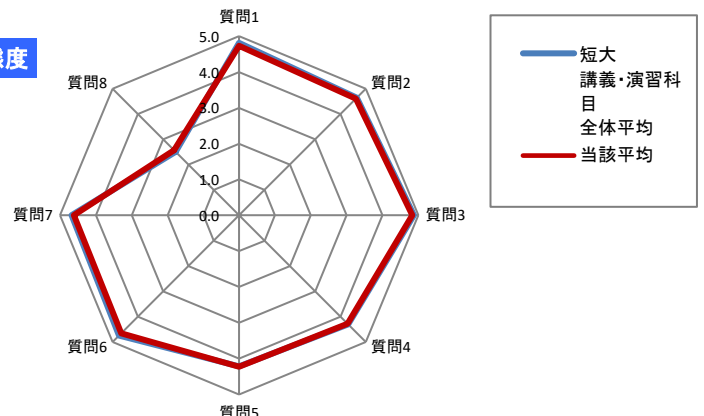 質問1
5.0
度
質問8
4.0
質問2
3.0
2.0
1.0
質問7
0.0
質問3
質問6
質問4
質問5
短大
講義・演習科
目
全体平均
当該平均